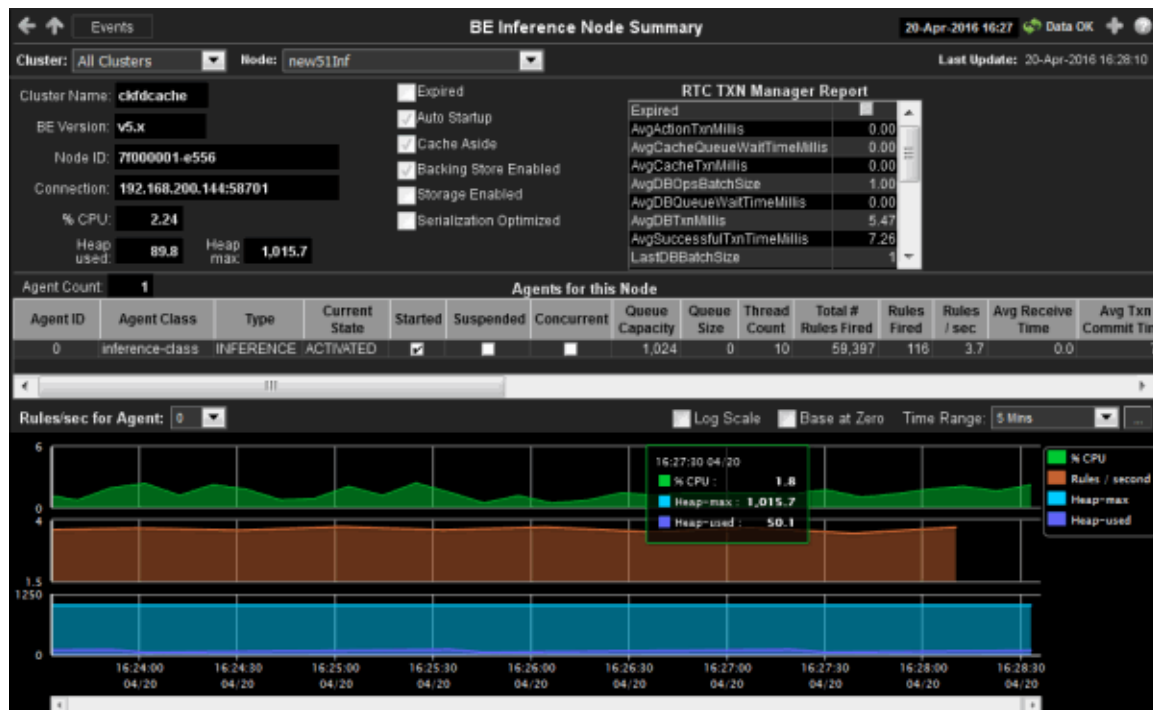 Events
BE Inference Node Summary
20-Apr-2016 16:27 Data OK
Cluster: All Clusters Node: new51Inf Last Update: 20-Apr-2016 16:28:10
Cluster Name: ckfdcache
BE Version: v5.x
Node ID: 7f000001-e556
Connection: 192.168.200.144:58701
% CPU: 2.24
Heap used: 89.8 Heap max: 1,015.7
Expired
Auto Startup
Cache Aside
Backing Store Enabled
Storage Enabled
Serialization Optimized
RTC TXN Manager Report
Expired
AvgActionTxnMillis 0.00
AvgCacheQueueWaitTimeMillis 0.00
AvgCacheTxnMillis 0.00
AvgDBOpsBatchSize 1.00
AvgDBQueueWaitTimeMillis 0.00
AvgDBTxnMillis 5.47
AvgSuccessfulTxnTimeMillis 7.26
LastDBBatchSize 1
Agent Count: 1 Agents for this Node
Agent ID Agent Class Type Current State Started Suspended Concurrent Queue Capacity Queue Size Thread Count Total # Rules Fired Rules Fired Rules / sec Avg Receive Time Avg Txn Commit Tim
0 inference-class INFERENCE ACTIVATED 1,024 0 10 59,397 116 3.7 0.0
Rules/sec for Agent: 0 Log Scale Base at Zero Time Range: 5 Mins ...
6
0
4
1.5
1250
0
16:27:30 04/20
% CPU : 1.8
Heap-max : 1,015.7
Heap-used : 50.1
% CPU
Rules / second
Heap-max
Heap-used
16:24:00 16:24:30 16:25:00 16:25:30 16:26:00 16:26:30 16:27:00 16:27:30 16:28:00 16:28:30
04/20 04/20 04/20 04/20 04/20 04/20 04/20 04/20 04/20 04/20